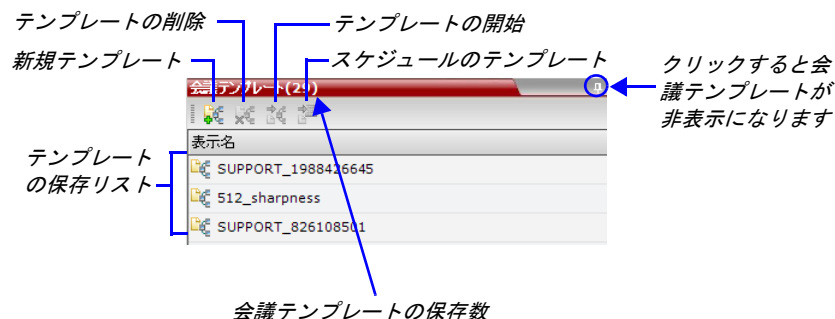 テンプレートの削除
テンプレートの開始
新規テンプレート
スケジュールのテンプレート
クリックすると会
議テンプレートが
非表示になります
会議テンプレート(29)
表示名
テンプレート
の保存リスト
SUPPORT_1988426645
512_sharpness
SUPPORT_826108501
会議テンプレートの保存数